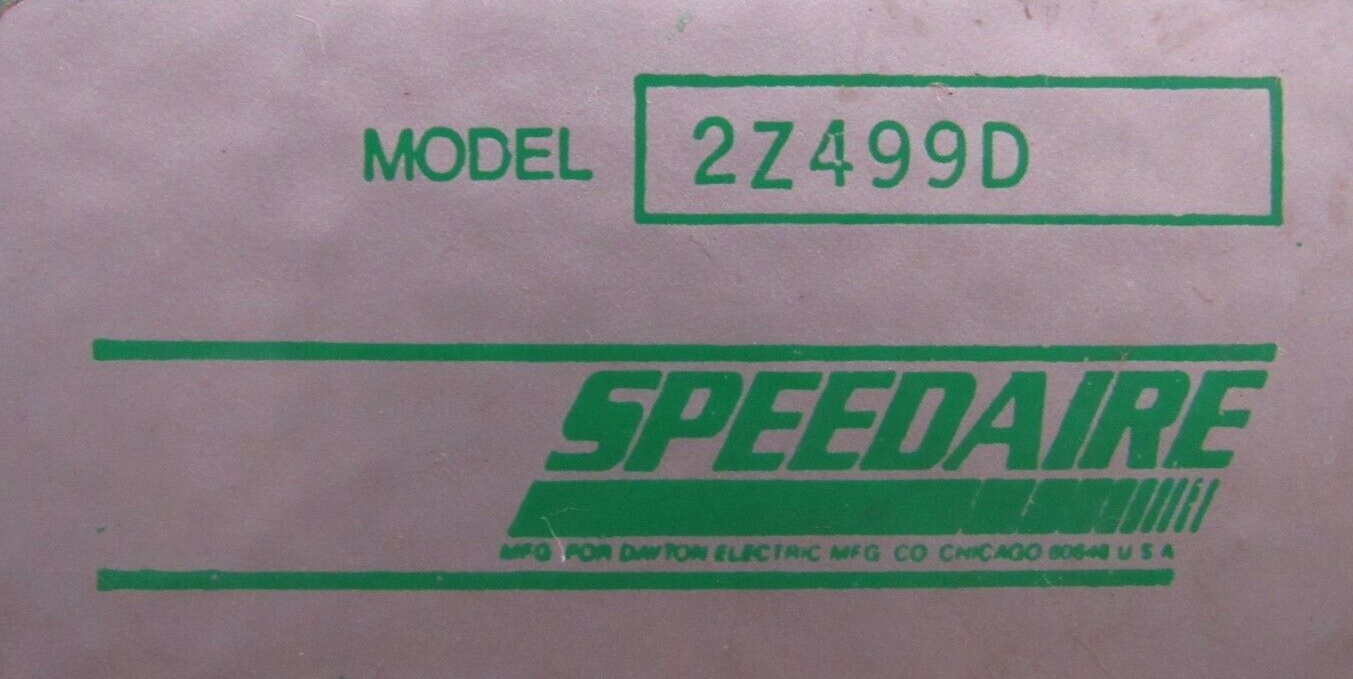 MODEL 2Z499D
SPEEDAIRE
MFG FOR DAYTON ELECTRIC MFG CO CHICAGO 60648 U S A